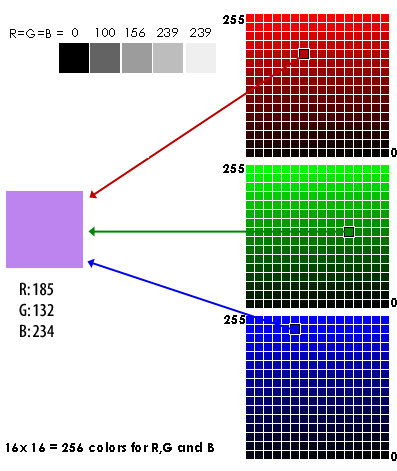 R=G=B = 0 100 156 239 239
255
0
255
0
255
R: 185
G: 132
B: 234
0
16x 16 = 256 colors for R,G and B